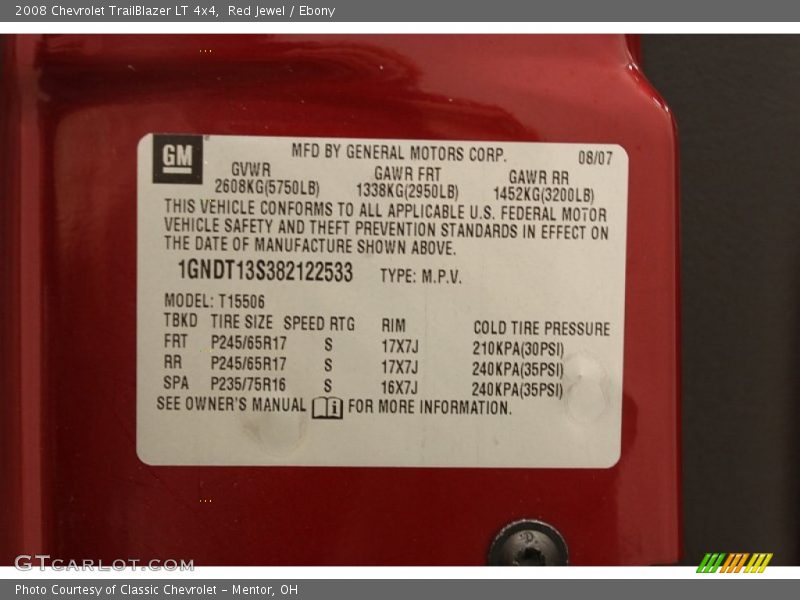 2008 Chevrolet TrailBlazer LT 4x4, Red Jewel / Ebony
GM MFD BY GENERAL MOTORS CORP. 08/07
GVWR GAWR FRT GAWR RR
2608KG(5750LB) 1338KG(2950LB) 1452KG(3200LB)
THIS VEHICLE CONFORMS TO ALL APPLICABLE U.S. FEDERAL MOTOR
VEHICLE SAFETY AND THEFT PREVENTION STANDARDS IN EFFECT ON
THE DATE OF MANUFACTURE SHOWN ABOVE.
1GNDT13S382122533 TYPE: M.P.V.
MODEL: T15506
TBKD TIRE SIZE SPEED RTG RIM COLD TIRE PRESSURE
FRT P245/65R17 S 17X7J 210KPA(30PSI)
RR P245/65R17 S 17X7J 240KPA(35PSI)
SPA P235/75R16 S 16X7J 240KPA(35PSI)
SEE OWNER'S MANUAL i FOR MORE INFORMATION.
GTCARLOT.COM
Photo Courtesy of Classic Chevrolet - Mentor, OH